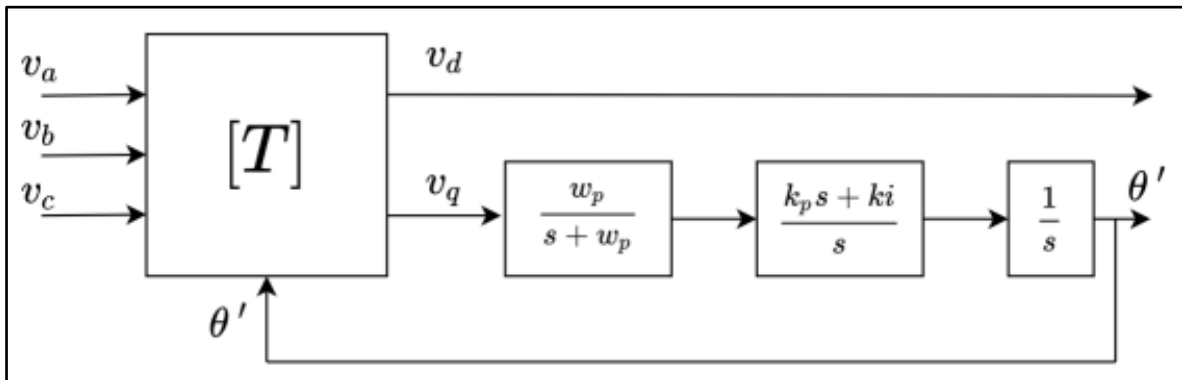 v_a
v_b
v_c
[T]
v_d
v_q
w_p
s + w_p
k_p s + ki
s
1
s
θ'
θ'